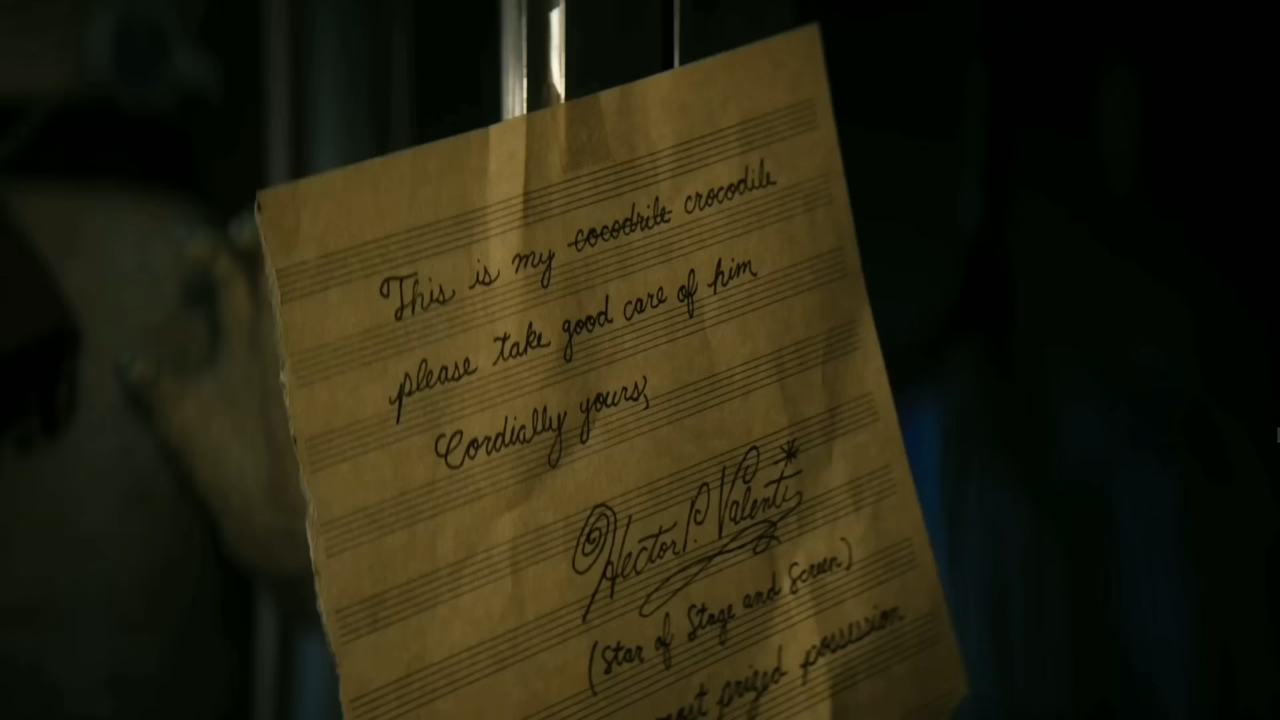 This is my cocodrile crocodile
please take good care of him
Cordially yours,
Hector P. Valenti*
(Star of Stage and Screen)
most prized possession